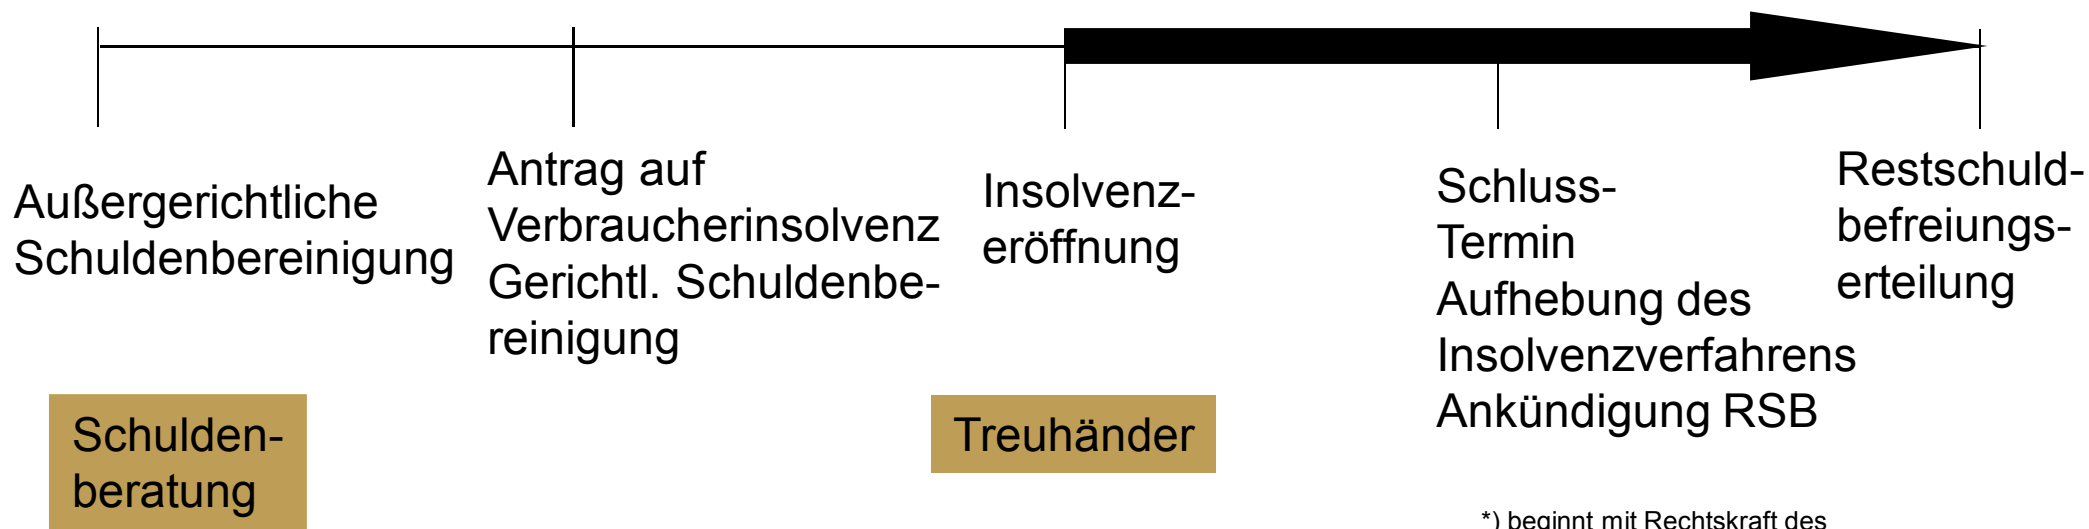 Außergerichtliche
Schuldenbereinigung
Schulden-
beratung
Antrag auf
Verbraucherinsolvenz
Gerichtl. Schuldenbe-
reinigung
Insolvenz-
eröffnung
Treuhänder
Schluss-
Termin
Aufhebung des
Insolvenzverfahrens
Ankündigung RSB
Restschuld-
befreiungs-
erteilung
*) beginnt mit Rechtskraft des